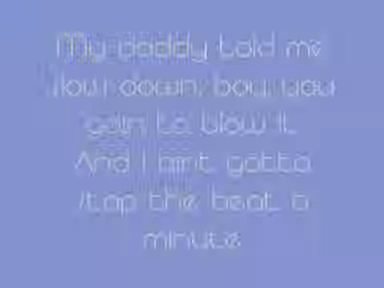 My daddy told me
slow down, boy, you
goin to blow it
And I aint gotta
stop the beat a
minute